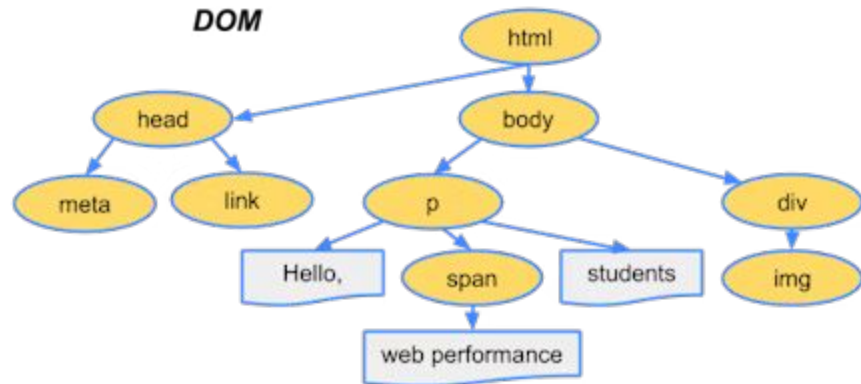 DOM
html
head
body
meta
link
p
div
Hello,
span
students
img
web performance